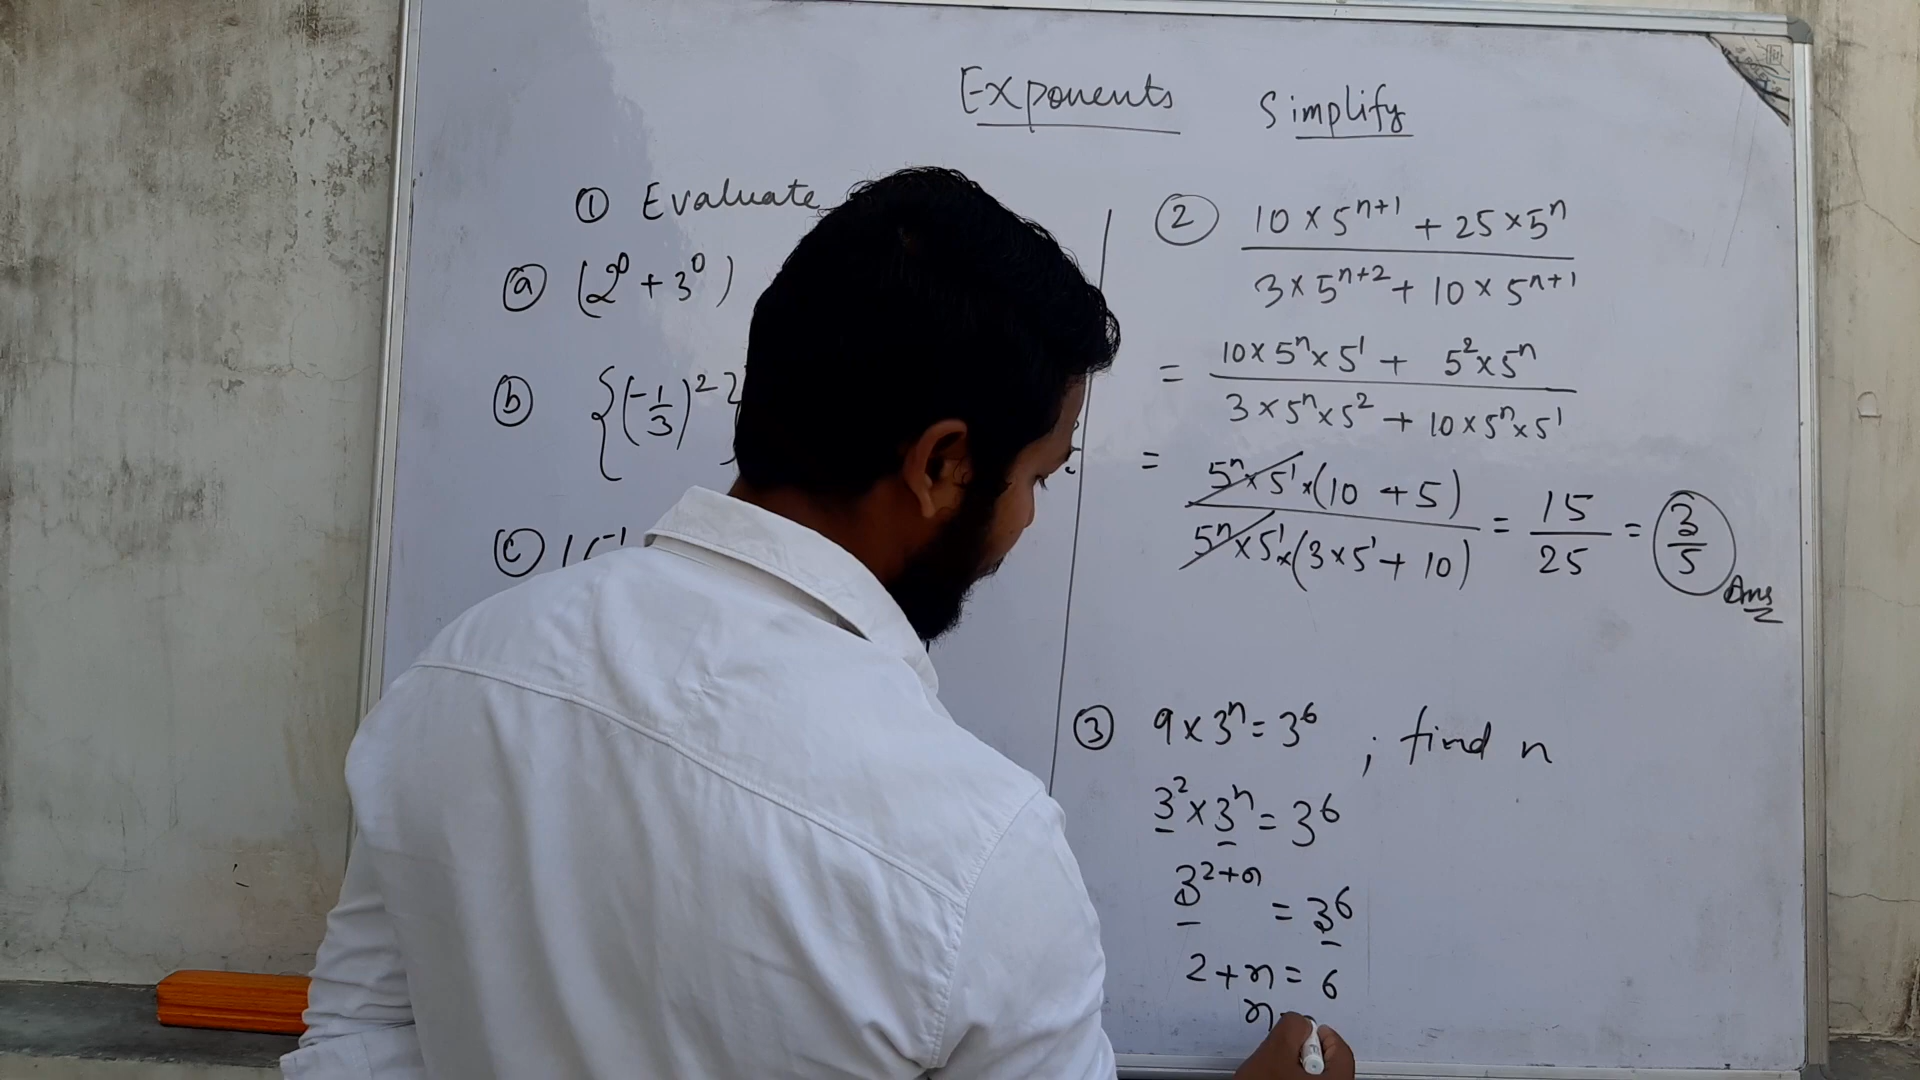 Exponents Simplify
① Evaluate
ⓐ (2⁰ + 3⁰)
ⓑ {(-1/3)²
ⓒ
② (10 × 5ⁿ⁺¹ + 25 × 5ⁿ) / (3 × 5ⁿ⁺² + 10 × 5ⁿ⁺¹)
= (10 × 5ⁿ × 5¹ + 5² × 5ⁿ) / (3 × 5ⁿ × 5² + 10 × 5ⁿ × 5¹)
= (5ⁿ × 5¹ × (10 + 5)) / (5ⁿ × 5¹ × (3 × 5¹ + 10)) = 15/25 = 3/5 Ans
③ 9 × 3ⁿ = 3⁶ ; find n
3² × 3ⁿ = 3⁶
3²⁺ⁿ = 3⁶
2 + n = 6
n